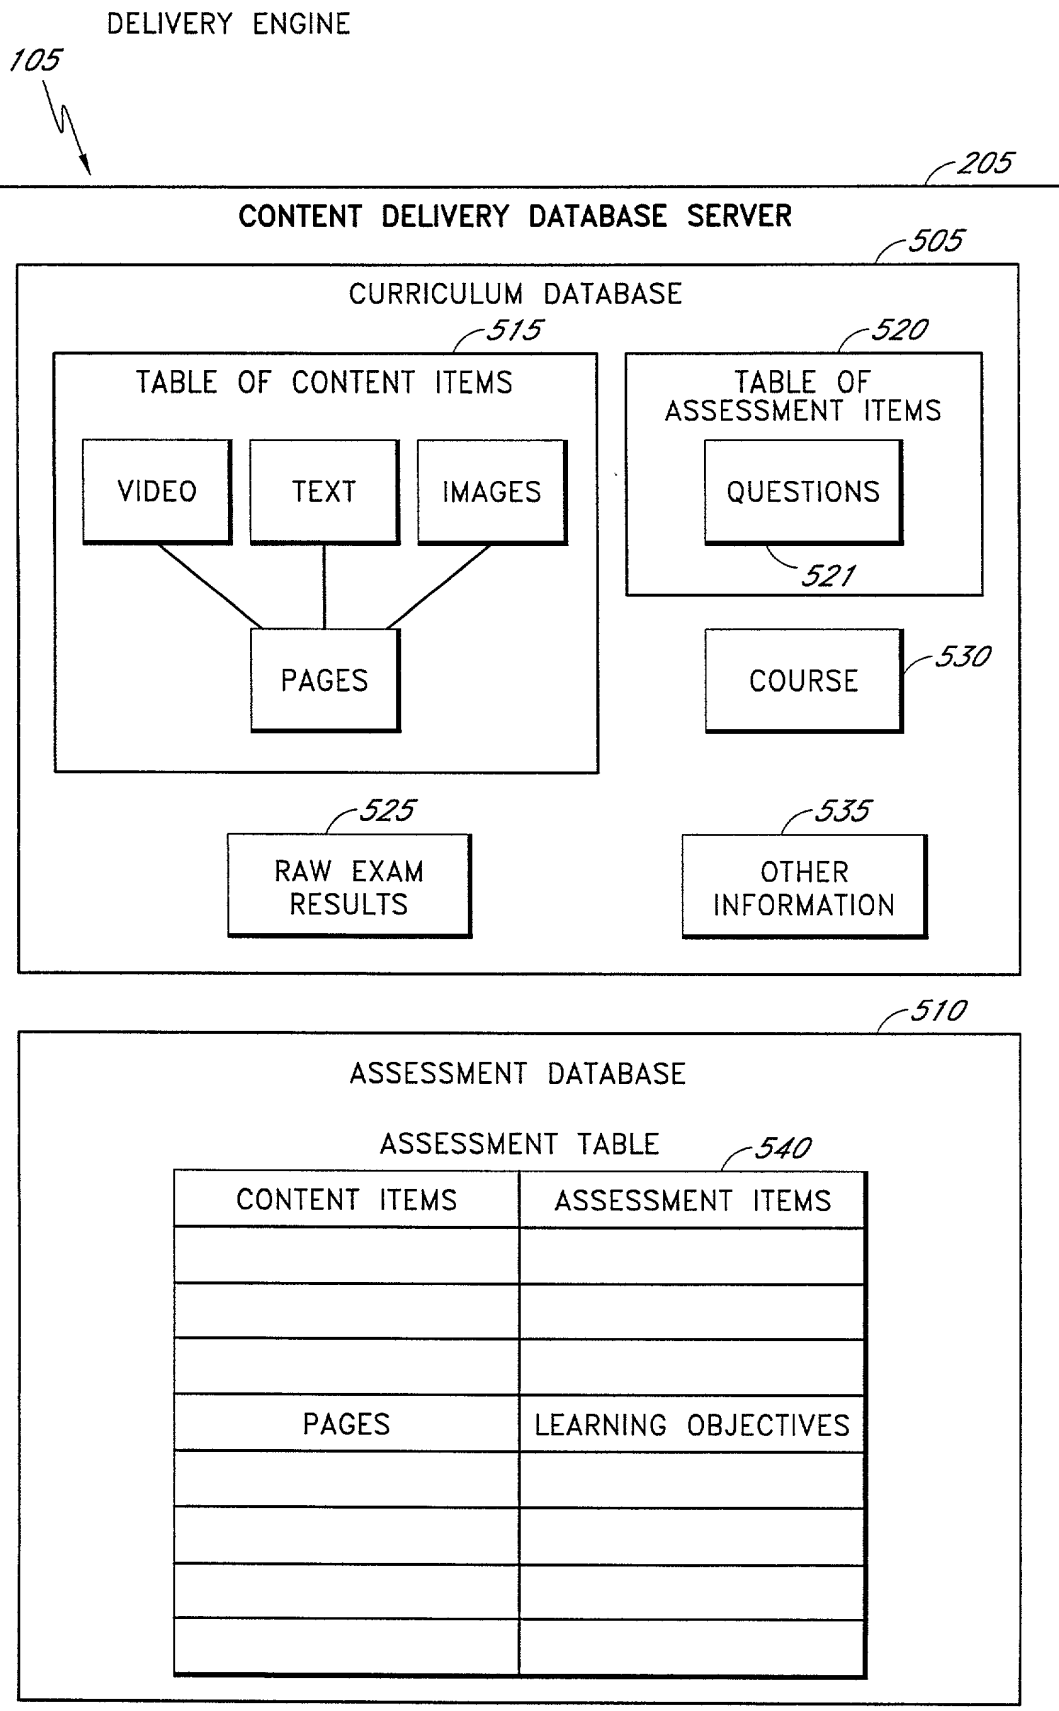 DELIVERY ENGINE
105
205
CONTENT DELIVERY DATABASE SERVER
505
CURRICULUM DATABASE
515
520
TABLE OF CONTENT ITEMS
TABLE OF
ASSESSMENT ITEMS
VIDEO
TEXT
IMAGES
QUESTIONS
521
PAGES
COURSE
530
525
535
RAW EXAM
RESULTS
OTHER
INFORMATION
510
ASSESSMENT DATABASE
ASSESSMENT TABLE
540
CONTENT ITEMS
ASSESSMENT ITEMS
PAGES
LEARNING OBJECTIVES